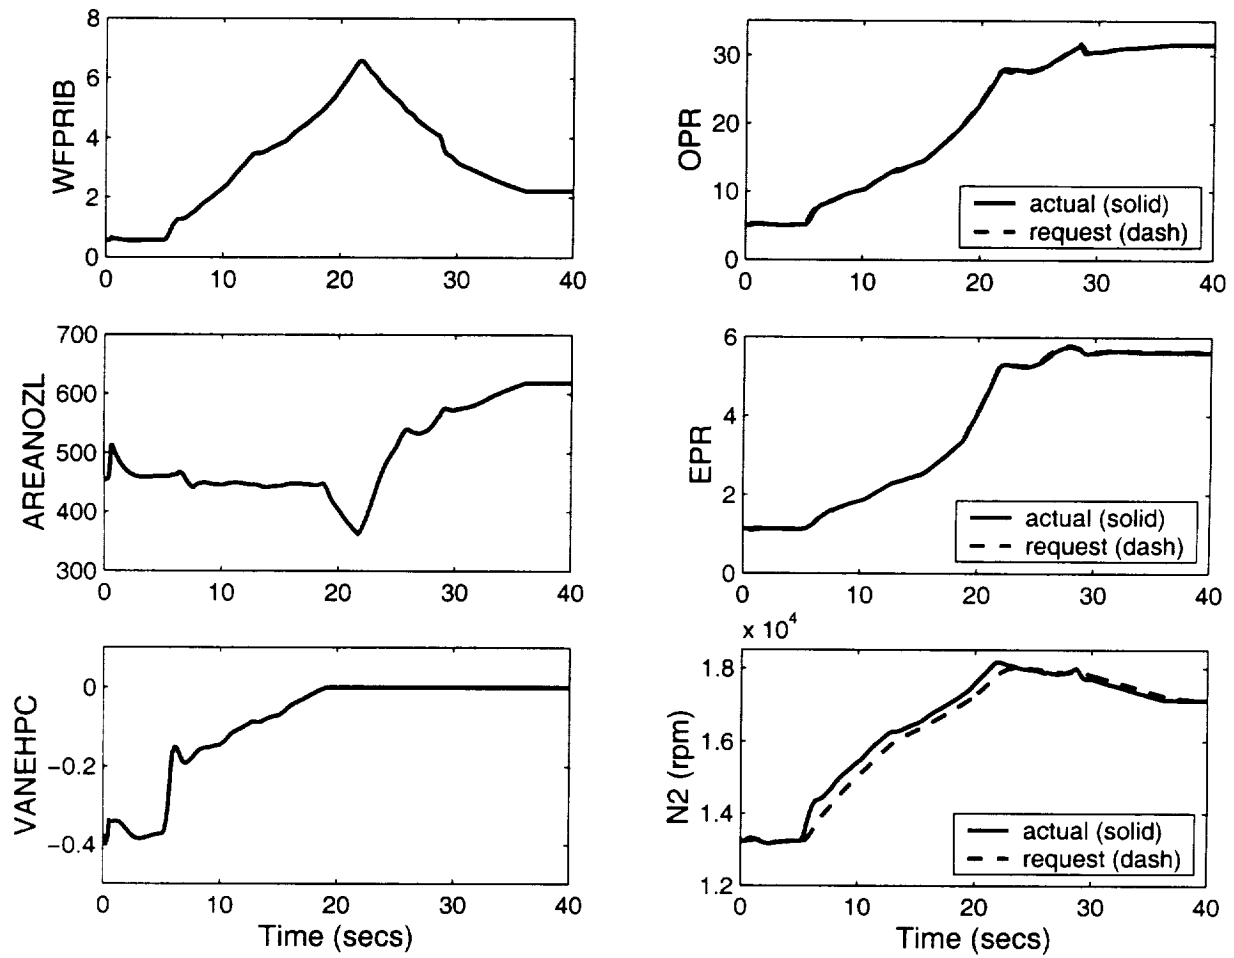 8
6
4
2
0
WFPRIB
0 10 20 30 40
30
20
10
0
OPR
actual (solid)
request (dash)
0 10 20 30 40
700
600
500
400
300
AREANOZL
0 10 20 30 40
6
4
2
0
EPR
actual (solid)
request (dash)
0 10 20 30 40
0
−0.2
−0.4
VANEHPC
0 10 20 30 40
Time (secs)
x 10^4
1.8
1.6
1.4
1.2
N2 (rpm)
actual (solid)
request (dash)
0 10 20 30 40
Time (secs)